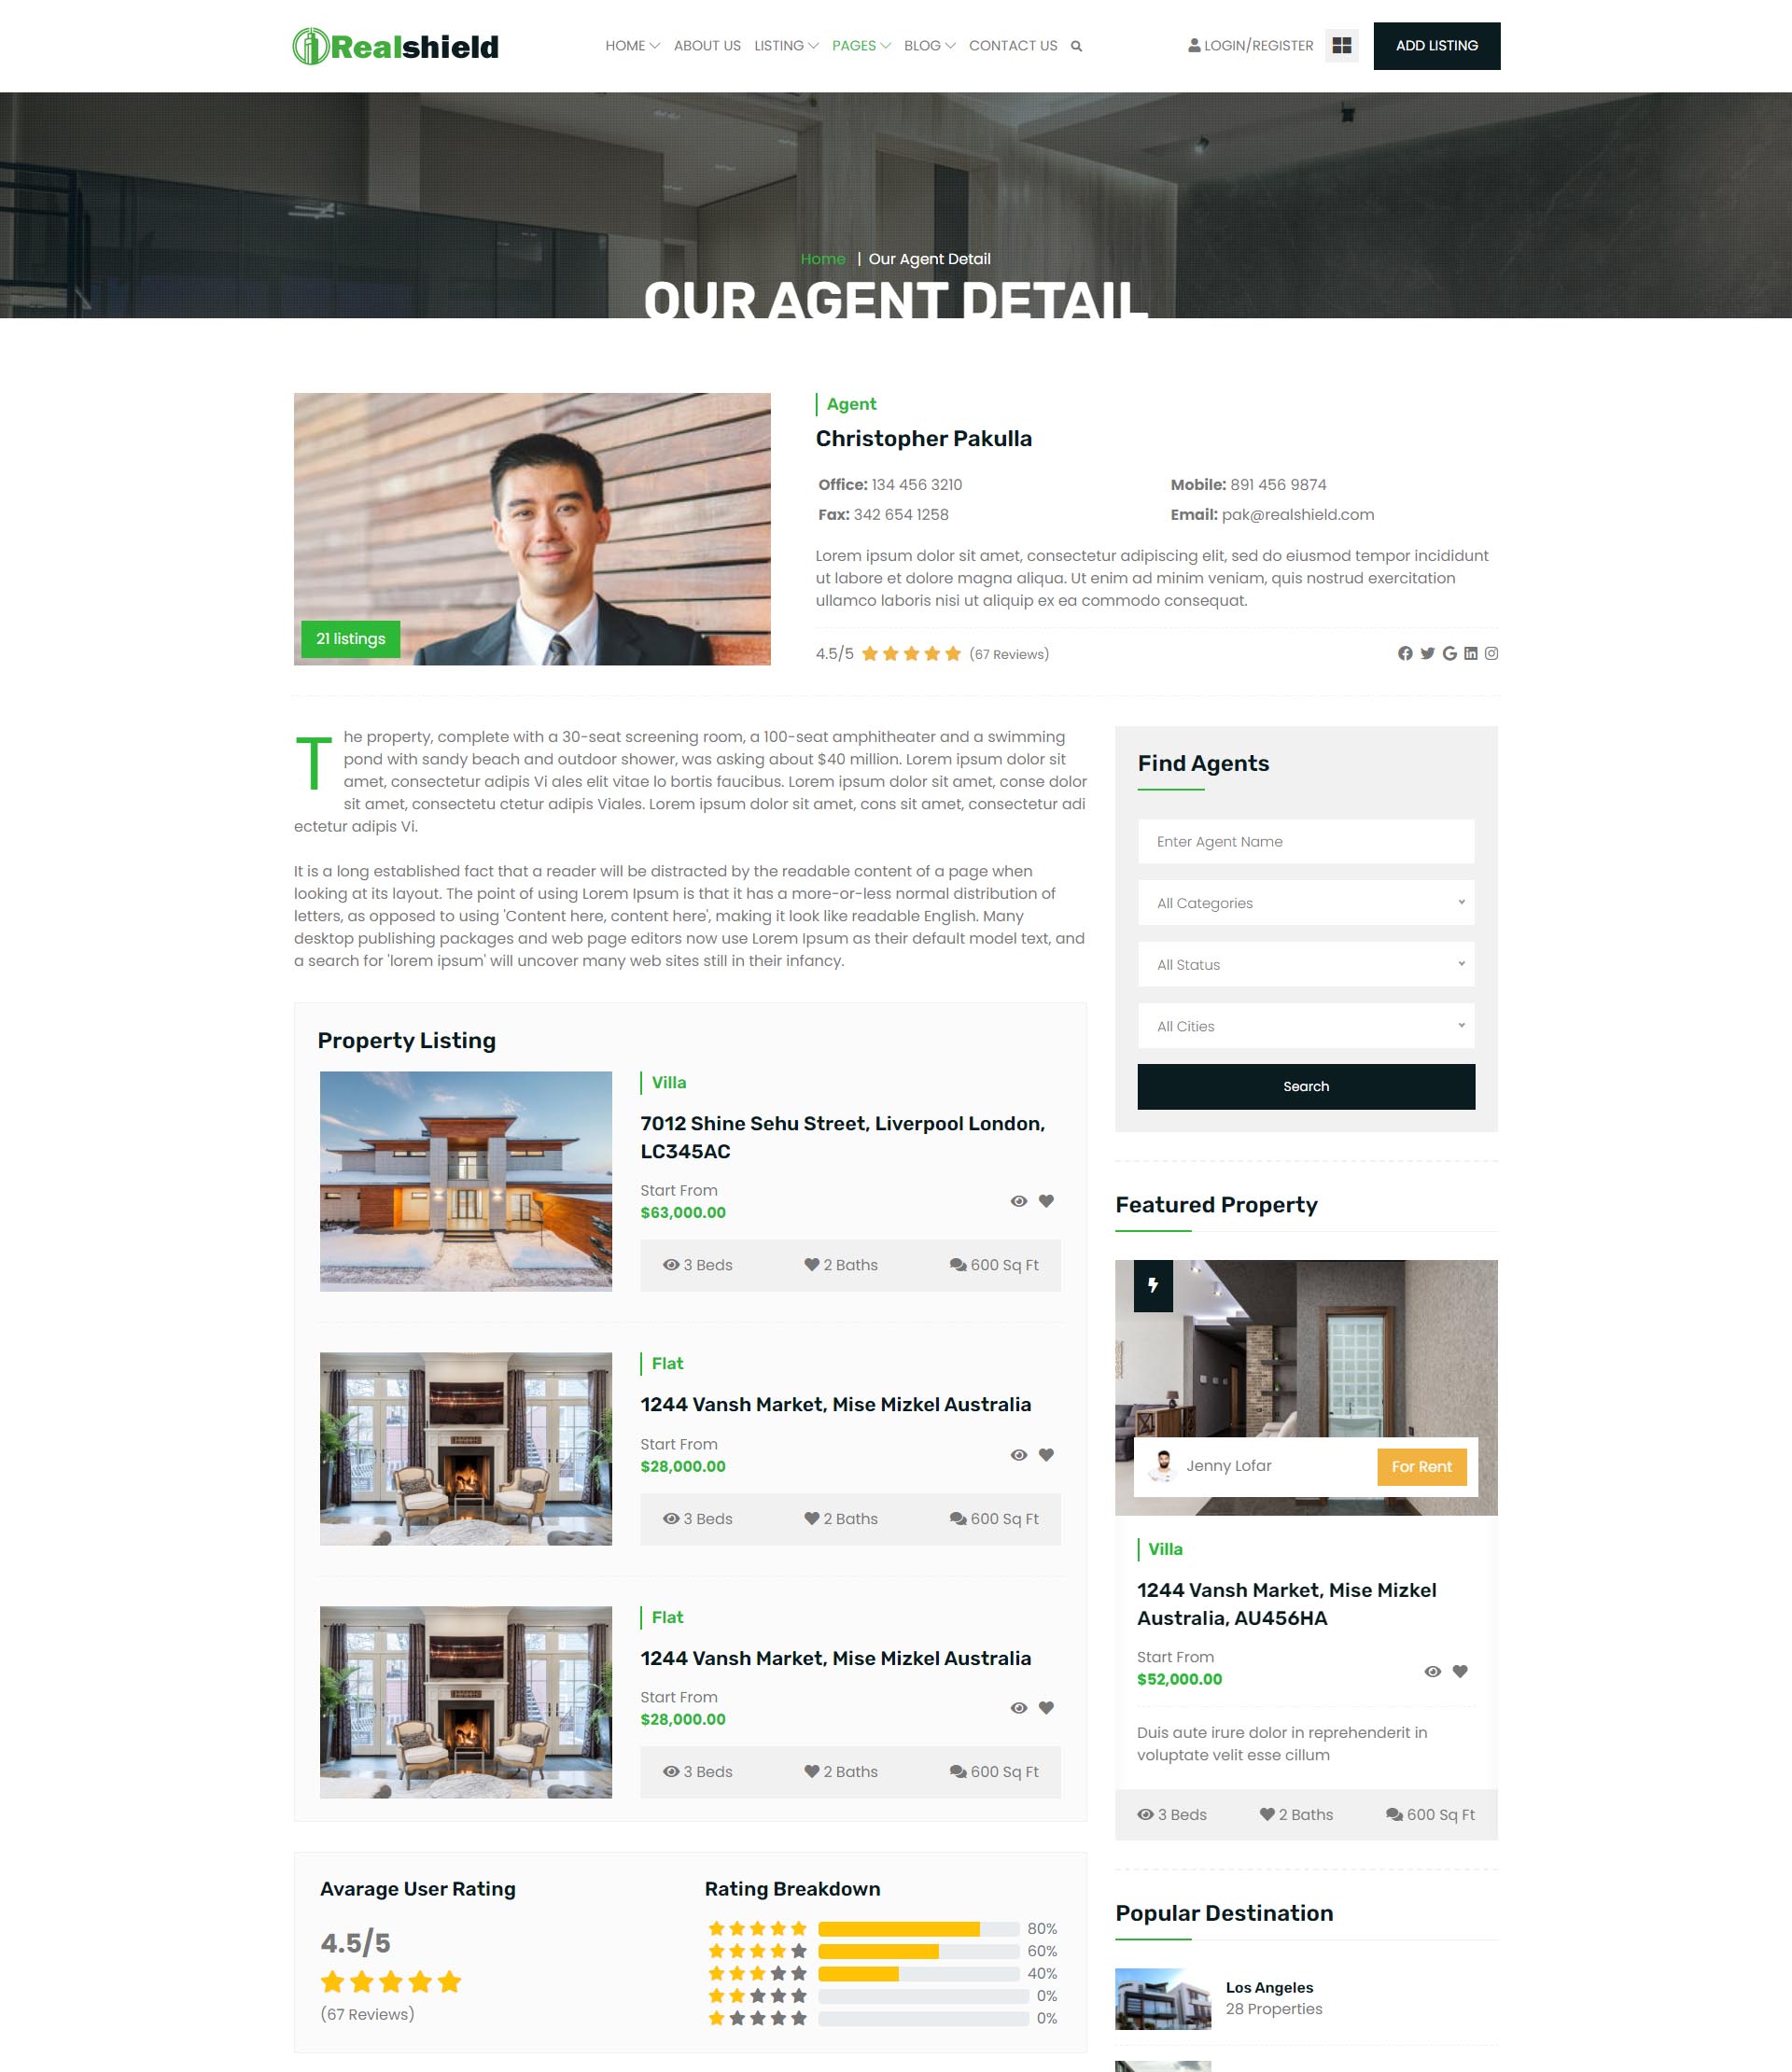 Realshield
HOME ABOUT US LISTING PAGES BLOG CONTACT US
LOGIN/REGISTER
ADD LISTING
Home | Our Agent Detail
OUR AGENT DETAIL
21 listings
Agent
Christopher Pakulla
Office: 134 456 3210
Mobile: 891 456 9874
Fax: 342 654 1258
Email: pak@realshield.com
Lorem ipsum dolor sit amet, consectetur adipiscing elit, sed do eiusmod tempor incididunt
ut labore et dolore magna aliqua. Ut enim ad minim veniam, quis nostrud exercitation
ullamco laboris nisi ut aliquip ex ea commodo consequat.
4.5/5 (67 Reviews)
The property, complete with a 30-seat screening room, a 100-seat amphitheater and a swimming
pond with sandy beach and outdoor shower, was asking about $40 million. Lorem ipsum dolor sit
amet, consectetur adipis Vi ales elit vitae lo bortis faucibus. Lorem ipsum dolor sit amet, conse dolor
sit amet, consectetu ctetur adipis Viales. Lorem ipsum dolor sit amet, cons sit amet, consectetur adi
ectetur adipis Vi.
It is a long established fact that a reader will be distracted by the readable content of a page when
looking at its layout. The point of using Lorem Ipsum is that it has a more-or-less normal distribution of
letters, as opposed to using 'Content here, content here', making it look like readable English. Many
desktop publishing packages and web page editors now use Lorem Ipsum as their default model text, and
a search for 'lorem ipsum' will uncover many web sites still in their infancy.
Property Listing
Villa
7012 Shine Sehu Street, Liverpool London,
LC345AC
Start From
$63,000.00
3 Beds 2 Baths 600 Sq Ft
Flat
1244 Vansh Market, Mise Mizkel Australia
Start From
$28,000.00
3 Beds 2 Baths 600 Sq Ft
Flat
1244 Vansh Market, Mise Mizkel Australia
Start From
$28,000.00
3 Beds 2 Baths 600 Sq Ft
Avarage User Rating
4.5/5
(67 Reviews)
Rating Breakdown
80%
60%
40%
0%
0%
Find Agents
Enter Agent Name
All Categories
All Status
All Cities
Search
Featured Property
Jenny Lofar
For Rent
Villa
1244 Vansh Market, Mise Mizkel
Australia, AU456HA
Start From
$52,000.00
Duis aute irure dolor in reprehenderit in
voluptate velit esse cillum
3 Beds 2 Baths 600 Sq Ft
Popular Destination
Los Angeles
28 Properties